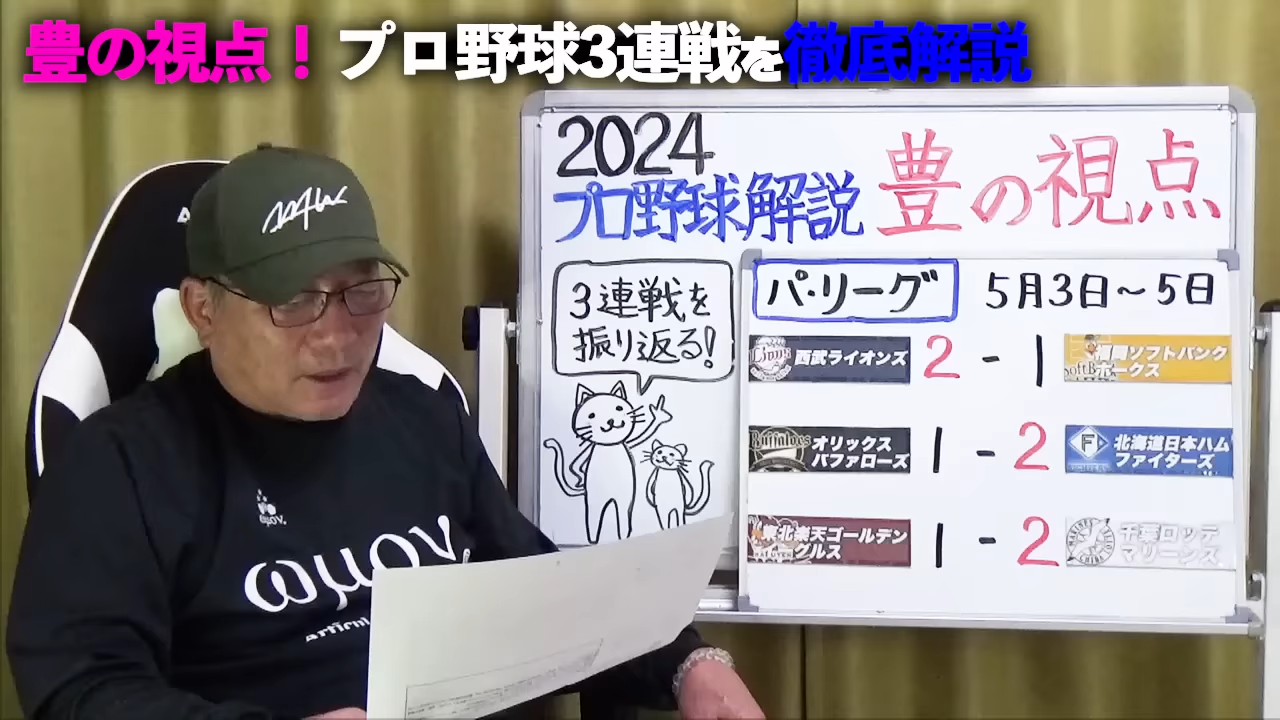 豊の視点！プロ野球3連戦を徹底解説
2024
プロ野球解説 豊の視点
3連戦を
振り返る!
パ・リーグ 5月3日～5日
西武ライオンズ 2 - 1 福岡ソフトバンク
ホークス
オリックス
バファローズ 1 - 2 北海道日本ハム
ファイターズ
東北楽天ゴールデン
グルス 1 - 2 千葉ロッテ
マリーンズ
Buffaloes
F
ωμον